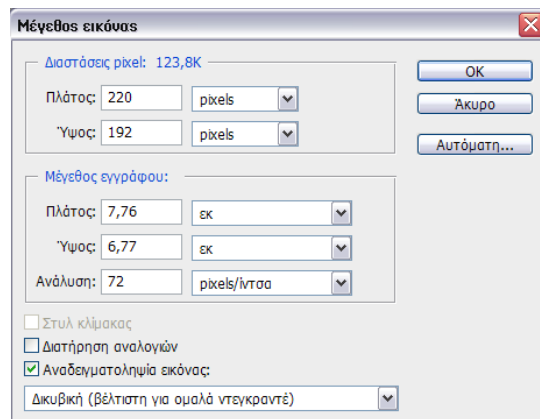 Μέγεθος εικόνας
Διαστάσεις pixel: 123,8K
Πλάτος: 220 pixels
Ύψος: 192 pixels
OK
Άκυρο
Αυτόματη...
Μέγεθος εγγράφου:
Πλάτος: 7,76 εκ
Ύψος: 6,77 εκ
Ανάλυση: 72 pixels/ίντσα
Στυλ κλίμακας
Διατήρηση αναλογιών
Αναδειγματοληψία εικόνας:
Δικυβική (βέλτιστη για ομαλά ντεγκραντέ)